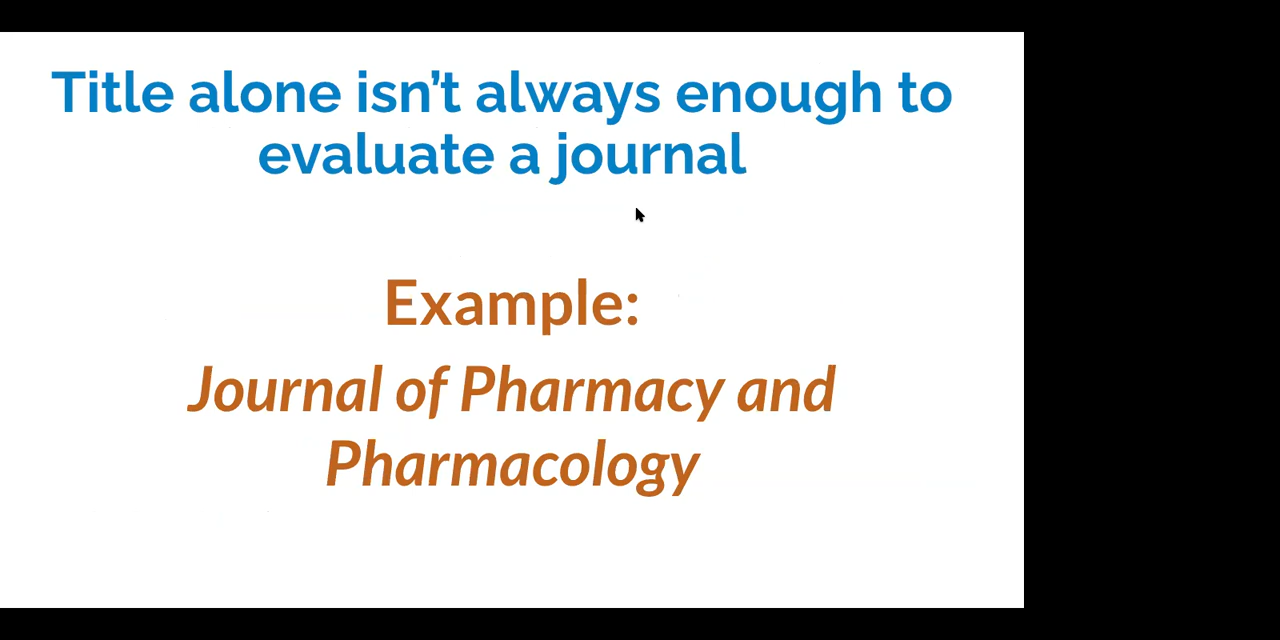 Title alone isn’t always enough to
evaluate a journal
Example:
Journal of Pharmacy and
Pharmacology